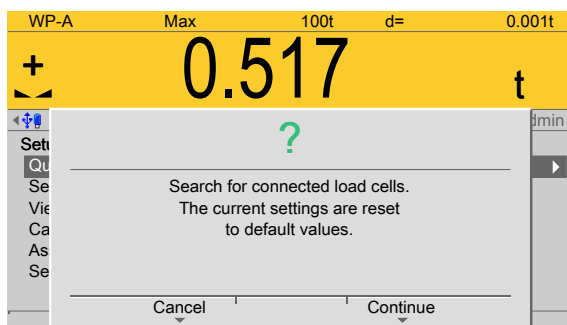 WP-A Max 100t d= 0.001t
+ 0.517 t
?
Setu
Qu
Search for connected load cells.
Se
The current settings are reset
Vie
to default values.
Ca
As
Se
Cancel Continue